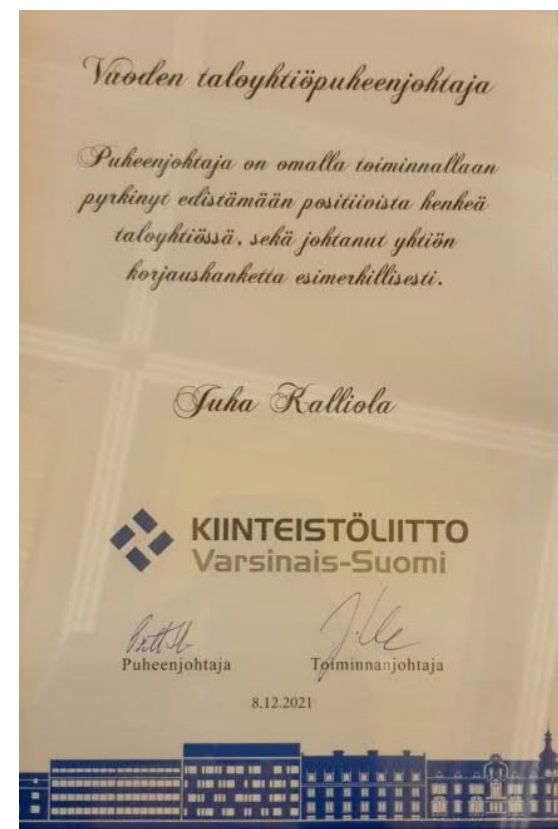 Vuoden taloyhtiöpuheenjohtaja
Puheenjohtaja on omalla toiminnallaan
pyrkinyt edistämään positiivista henkeä
taloyhtiössä, sekä johtanut yhtiön
korjaushanketta esimerkillisesti.
Juha Kalliola
KIINTEISTÖLIITTO
Varsinais-Suomi
Puheenjohtaja
Toiminnanjohtaja
8.12.2021